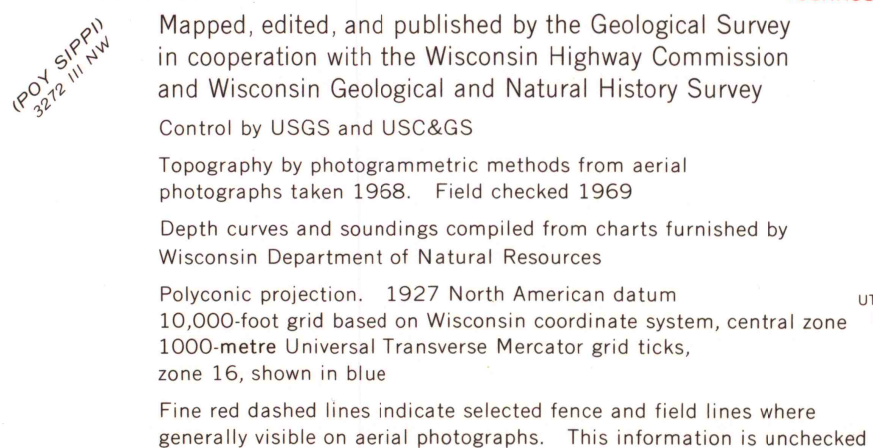 (POY SIPPI)
3272 III NW
Mapped, edited, and published by the Geological Survey
in cooperation with the Wisconsin Highway Commission
and Wisconsin Geological and Natural History Survey
Control by USGS and USC&GS
Topography by photogrammetric methods from aerial
photographs taken 1968. Field checked 1969
Depth curves and soundings compiled from charts furnished by
Wisconsin Department of Natural Resources
Polyconic projection. 1927 North American datum
10,000-foot grid based on Wisconsin coordinate system, central zone
1000-metre Universal Transverse Mercator grid ticks,
zone 16, shown in blue
Fine red dashed lines indicate selected fence and field lines where
generally visible on aerial photographs. This information is unchecked
UT